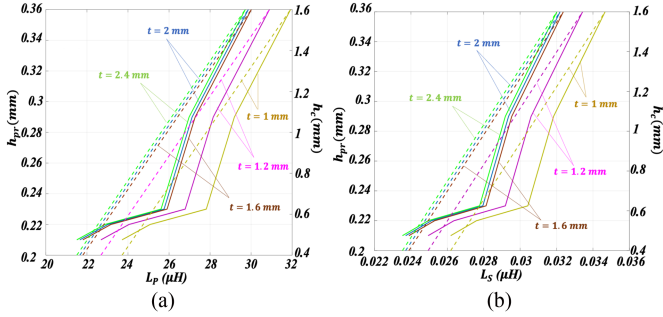 0.36
0.34
0.32
0.3
0.28
0.26
0.24
0.22
0.2
h_pr (mm)
t = 2 mm
t = 2.4 mm
t = 1 mm
t = 1.2 mm
t = 1.6 mm
1.6
1.4
1.2
1
0.8
0.6
0.4
h_c (mm)
20 22 24 26 28 30 32
L_P (μH)
(a)
0.36
0.34
0.32
0.3
0.28
0.26
0.24
0.22
0.2
h_pr (mm)
t = 2 mm
t = 2.4 mm
t = 1 mm
t = 1.2 mm
t = 1.6 mm
1.6
1.4
1.2
1
0.8
0.6
0.4
h_c (mm)
0.022 0.024 0.026 0.028 0.03 0.032 0.034 0.036
L_S (μH)
(b)